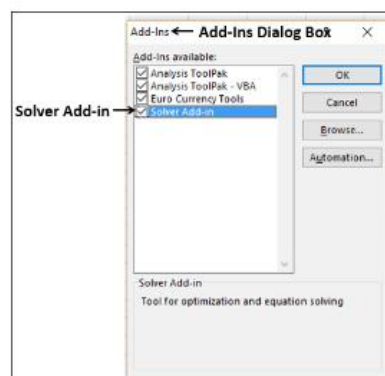 Add-Ins Add-Ins Dialog Box
Add-Ins available:
Analysis ToolPak
Analysis ToolPak - VBA
Euro Currency Tools
Solver Add-in Solver Add-in
OK
Cancel
Browse...
Automation...
Solver Add-in
Tool for optimization and equation solving